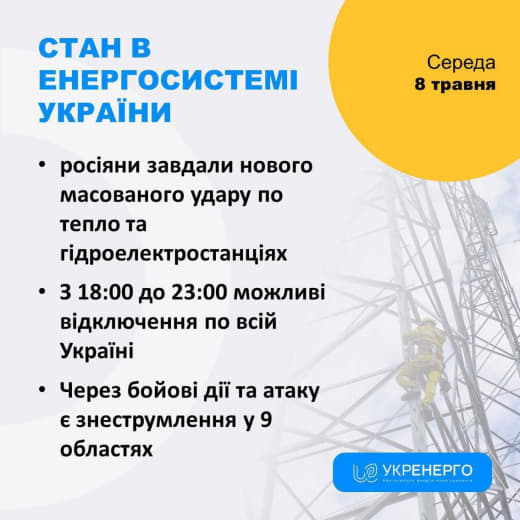 СТАН В
ЕНЕРГОСИСТЕМІ
УКРАЇНИ
Середа
8 травня
• росіяни завдали нового
масованого удару по
тепло та
гідроелектростанціях
• З 18:00 до 23:00 можливі
відключення по всій
Україні
• Через бойові дії та атаку
є знеструмлення у 9
областях
УКРЕНЕРГО